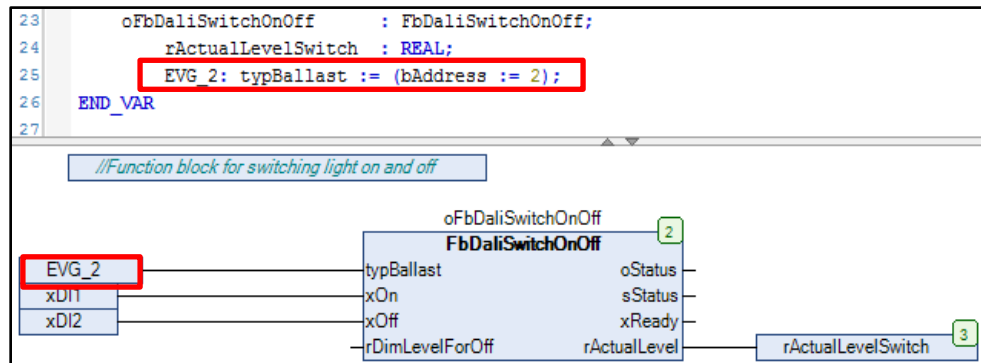 23 oFbDaliSwitchOnOff : FbDaliSwitchOnOff;
24 rActualLevelSwitch : REAL;
25 EVG_2: typBallast := (bAddress := 2);
26 END_VAR
27
//Function block for switching light on and off
oFbDaliSwitchOnOff
FbDaliSwitchOnOff 2
EVG_2 typBallast oStatus
xDI1 xOn sStatus
xDI2 xOff xReady
rDimLevelForOff rActualLevel rActualLevelSwitch 3